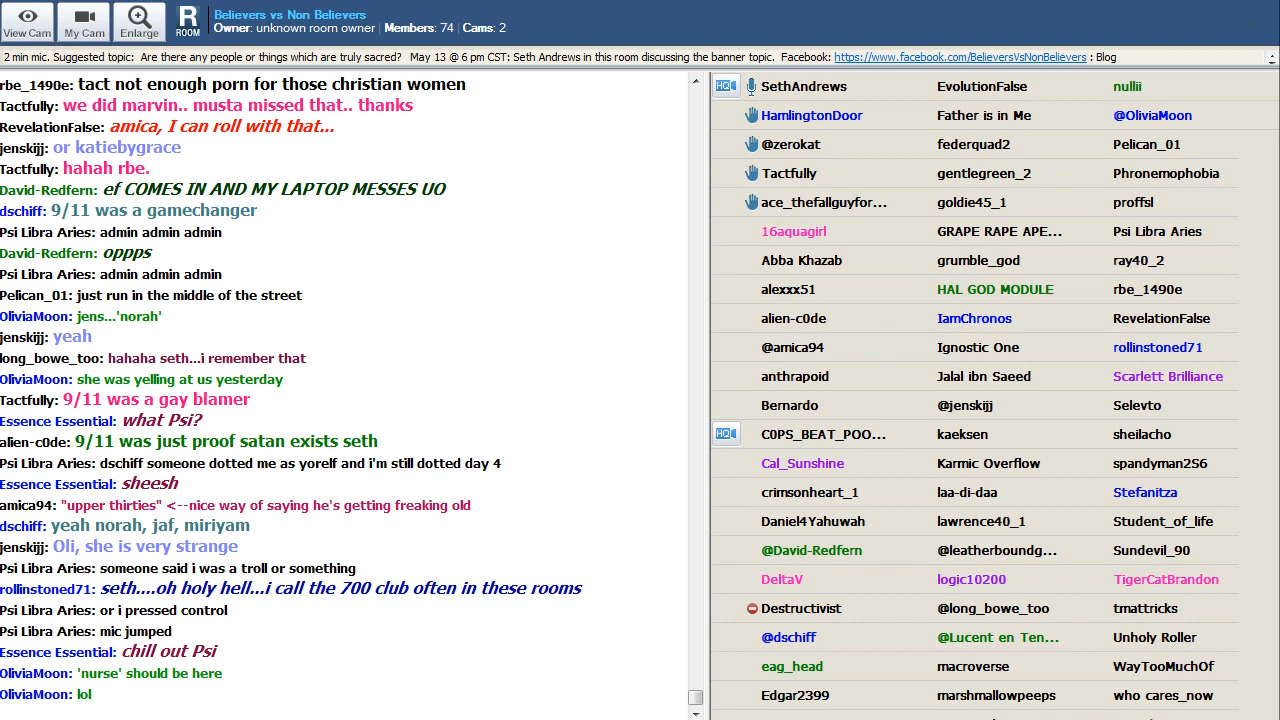 View Cam
My Cam
Enlarge
R
ROOM
Believers vs Non Believers
Owner: unknown room owner | Members: 74 | Cams: 2
2 min mic. Suggested topic: Are there any people or things which are truly sacred? May 13 @ 6 pm CST: Seth Andrews in this room discussing the banner topic. Facebook: https://www.facebook.com/BelieversVsNonBelievers : Blog
rbe_1490e: tact not enough porn for those christian women
Tactfully: we did marvin.. musta missed that.. thanks
RevelationFalse: amica, I can roll with that...
jenskijj: or katiebygrace
Tactfully: hahah rbe.
David-Redfern: ef COMES IN AND MY LAPTOP MESSES UO
dschiff: 9/11 was a gamechanger
Psi Libra Aries: admin admin admin
David-Redfern: oppps
Psi Libra Aries: admin admin admin
Pelican_01: just run in the middle of the street
OliviaMoon: jens...'norah'
jenskijj: yeah
long_bowe_too: hahaha seth...i remember that
OliviaMoon: she was yelling at us yesterday
Tactfully: 9/11 was a gay blamer
Essence Essential: what Psi?
alien-c0de: 9/11 was just proof satan exists seth
Psi Libra Aries: dschiff someone dotted me as yorelf and i'm still dotted day 4
Essence Essential: sheesh
amica94: "upper thirties" <--nice way of saying he's getting freaking old
dschiff: yeah norah, jaf, miriyam
jenskijj: Oli, she is very strange
Psi Libra Aries: someone said i was a troll or something
rollinstoned71: seth....oh holy hell...i call the 700 club often in these rooms
Psi Libra Aries: or i pressed control
Psi Libra Aries: mic jumped
Essence Essential: chill out Psi
OliviaMoon: 'nurse' should be here
OliviaMoon: lol
HQ SethAndrews EvolutionFalse nullii
HamlingtonDoor Father is in Me @OliviaMoon
@zerokat federquad2 Pelican_01
Tactfully gentlegreen_2 Phronemophobia
ace_thefallguyfor... goldie45_1 proffsl
16aquagirl GRAPE RAPE APE... Psi Libra Aries
Abba Khazab grumble_god ray40_2
alexxx51 HAL GOD MODULE rbe_1490e
alien-c0de IamChronos RevelationFalse
@amica94 Ignostic One rollinstoned71
anthrapoid Jalal ibn Saeed Scarlett Brilliance
Bernardo @jenskijj Selevto
HQ C0PS_BEAT_POO... kaeksen sheilacho
Cal_Sunshine Karmic Overflow spandyman2S6
crimsonheart_1 laa-di-daa Stefanitza
Daniel4Yahuwah lawrence40_1 Student_of_life
@David-Redfern @leatherboundg... Sundevil_90
DeltaV logic10200 TigerCatBrandon
Destructivist @long_bowe_too tmattricks
@dschiff @Lucent en Ten... Unholy Roller
eag_head macroverse WayTooMuchOf
Edgar2399 marshmallowpeeps who cares_now